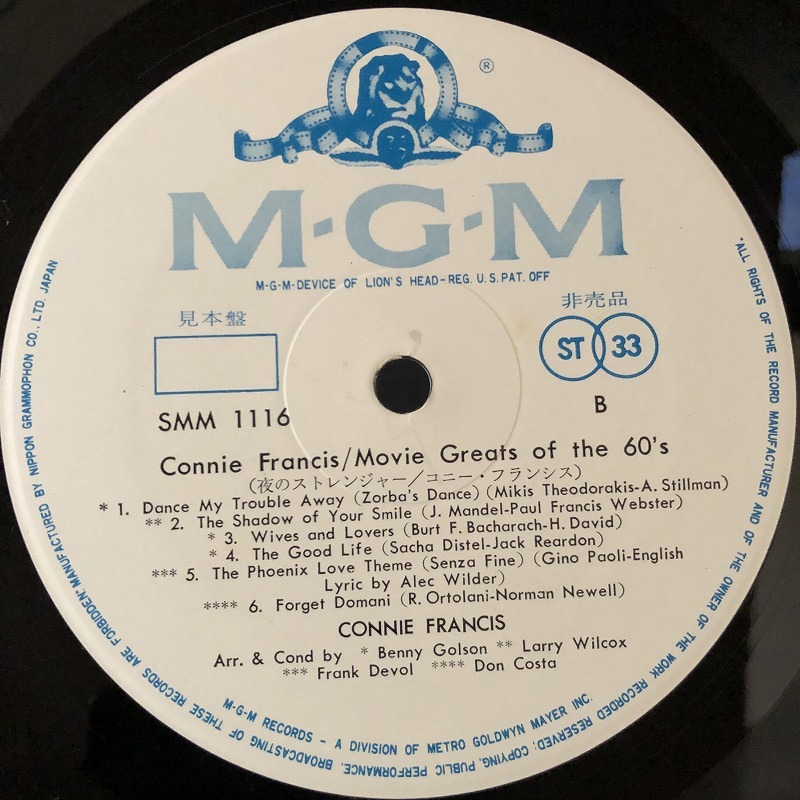 ®
M·G·M
M-G-M-DEVICE OF LION'S HEAD-REG. U.S. PAT. OFF
見本盤
非売品
ST 33
SMM 1116
B
Connie Francis/Movie Greats of the 60's
(夜のストレンジャー/コニー・フランシス)
* 1. Dance My Trouble Away (Zorba's Dance) (Mikis Theodorakis-A. Stillman)
** 2. The Shadow of Your Smile (J. Mandel-Paul Francis Webster)
* 3. Wives and Lovers (Burt F. Bacharach-H. David)
* 4. The Good Life (Sacha Distel-Jack Reardon)
*** 5. The Phoenix Love Theme (Senza Fine) (Gino Paoli-English
Lyric by Alec Wilder)
**** 6. Forget Domani (R. Ortolani-Norman Newell)
CONNIE FRANCIS
Arr. & Cond by * Benny Golson ** Larry Wilcox
*** Frank Devol **** Don Costa
M-G-M RECORDS - A DIVISION OF METRO GOLDWYN MAYER INC.
"ALL RIGHTS OF THE RECORD MANUFACTURER AND OF THE OWNER OF THE WORK RECORDED RESERVED: COPYING, PUBLIC PERFORMANCE, BROADCASTING OF THESE RECORDS ARE FORBIDDEN" MANUFACTURED BY NIPPON GRAMMOPHON CO., LTD. JAPAN